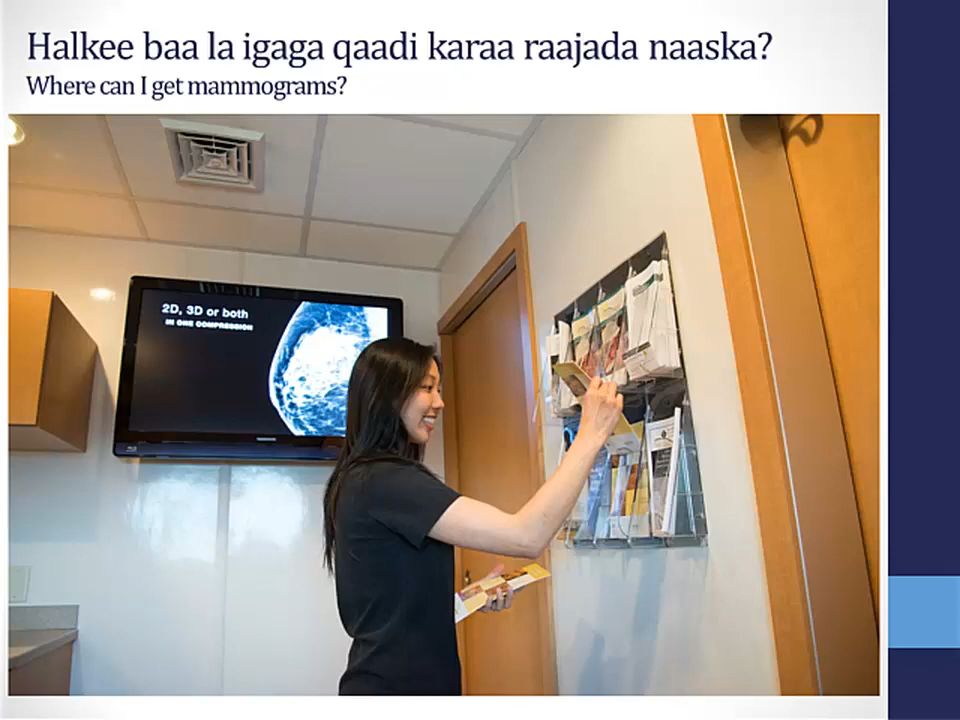 Halkee baa la igaga qaadi karaa raajada naaska?
Where can I get mammograms?
2D, 3D or both
IN ONE COMPRESSION